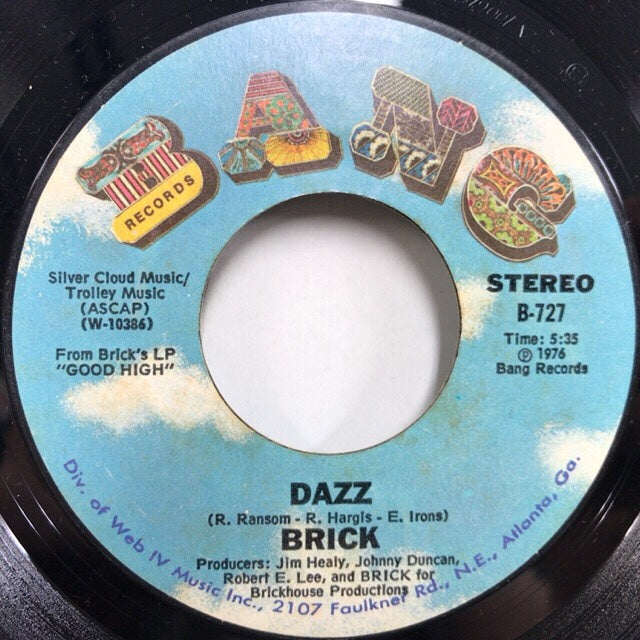 BANG
RECORDS
Silver Cloud Music/
Trolley Music
(ASCAP)
(W-10386)
From Brick's LP
"GOOD HIGH"
STEREO
B-727
Time: 5:35
Ⓟ 1976
Bang Records
DAZZ
(R. Ransom - R. Hargis - E. Irons)
BRICK
Producers: Jim Healy, Johnny Duncan,
Robert E. Lee, and BRICK for
Brickhouse Productions
Div. of Web IV Music Inc., 2107 Faulkner Rd., N.E., Atlanta, Ga.